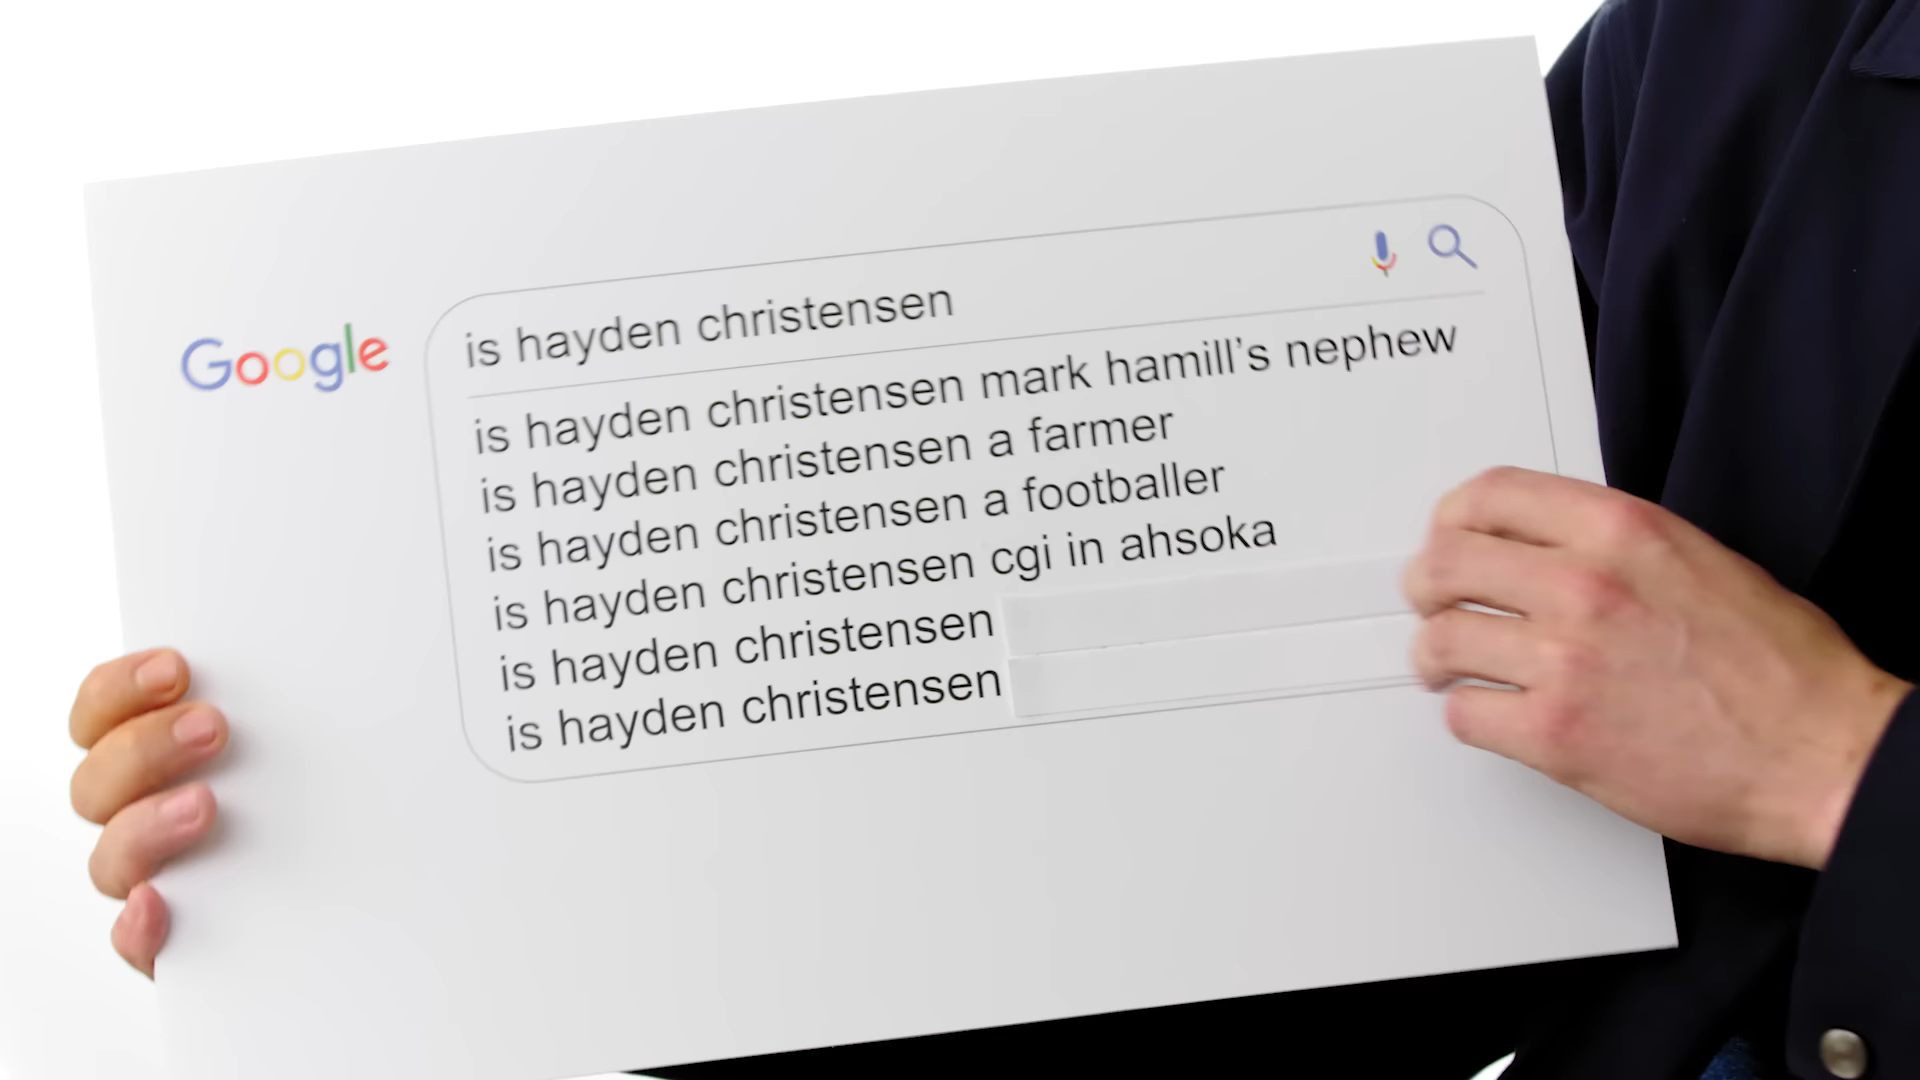 Google
is hayden christensen
is hayden christensen mark hamill's nephew
is hayden christensen a farmer
is hayden christensen a footballer
is hayden christensen cgi in ahsoka
is hayden christensen
is hayden christensen